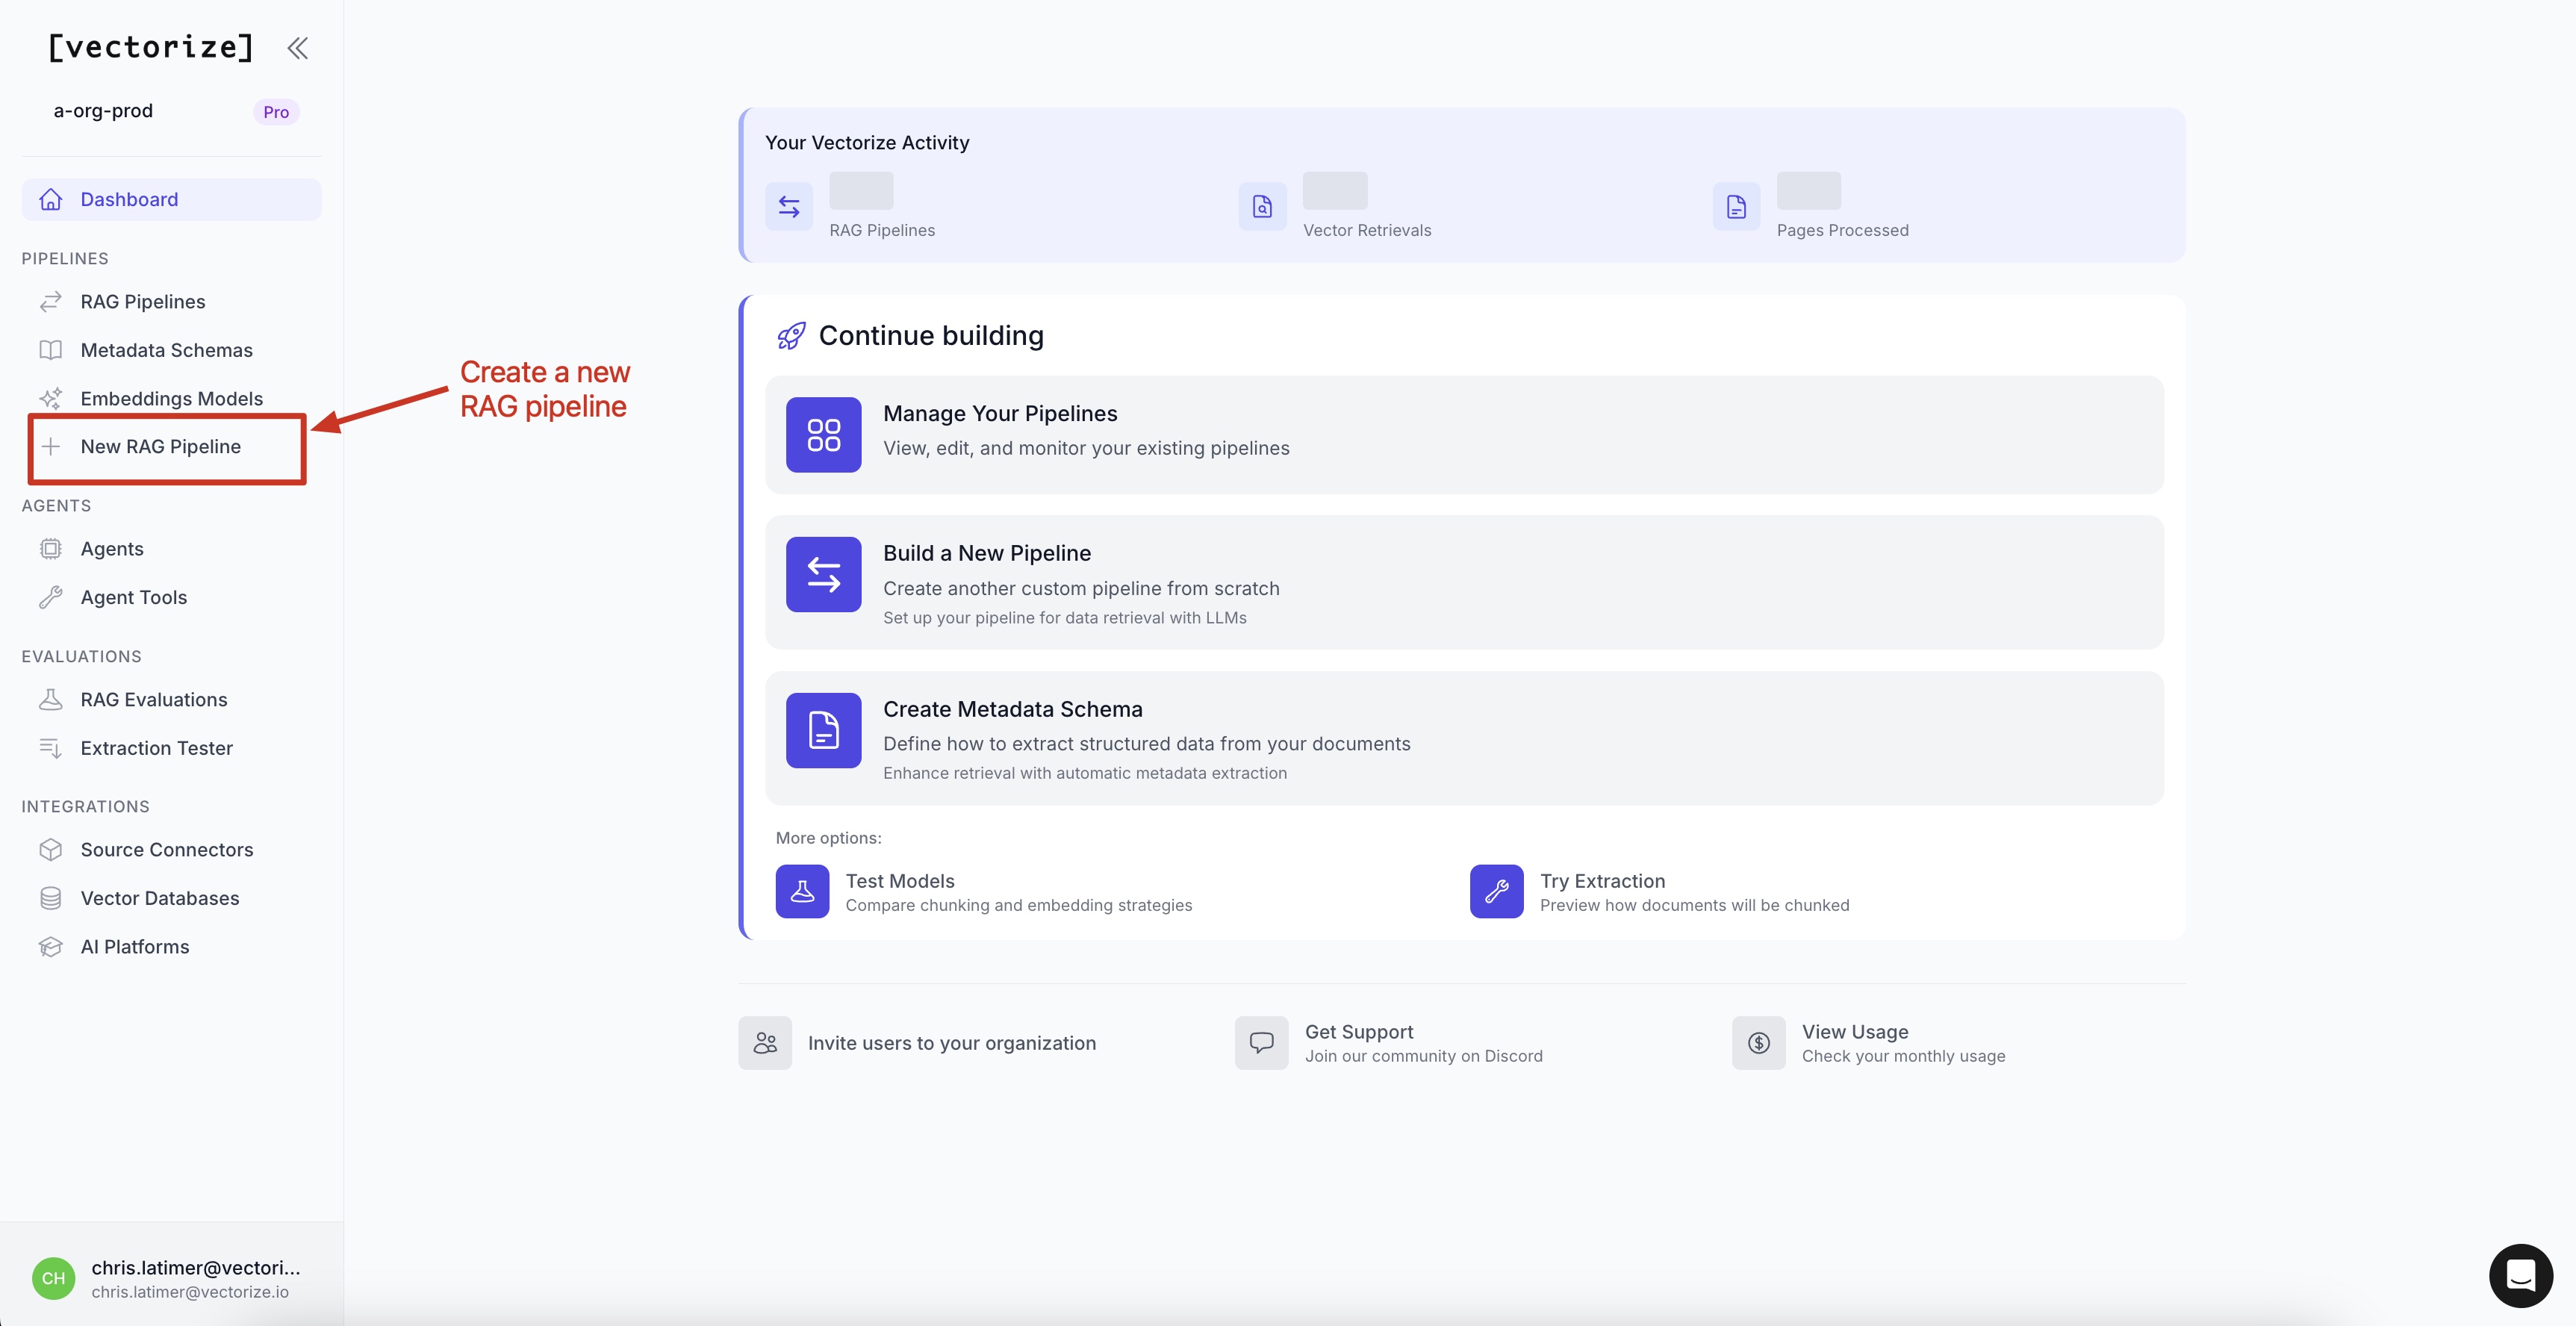 [vectorize]
a-org-prod
Pro
Dashboard
PIPELINES
RAG Pipelines
Metadata Schemas
Embeddings Models
New RAG Pipeline
AGENTS
Agents
Agent Tools
EVALUATIONS
RAG Evaluations
Extraction Tester
INTEGRATIONS
Source Connectors
Vector Databases
AI Platforms
CH
chris.latimer@vectori...
chris.latimer@vectorize.io
Create a new
RAG pipeline
Your Vectorize Activity
RAG Pipelines
Vector Retrievals
Pages Processed
Continue building
Manage Your Pipelines
View, edit, and monitor your existing pipelines
Build a New Pipeline
Create another custom pipeline from scratch
Set up your pipeline for data retrieval with LLMs
Create Metadata Schema
Define how to extract structured data from your documents
Enhance retrieval with automatic metadata extraction
More options:
Test Models
Compare chunking and embedding strategies
Try Extraction
Preview how documents will be chunked
Invite users to your organization
Get Support
Join our community on Discord
View Usage
Check your monthly usage